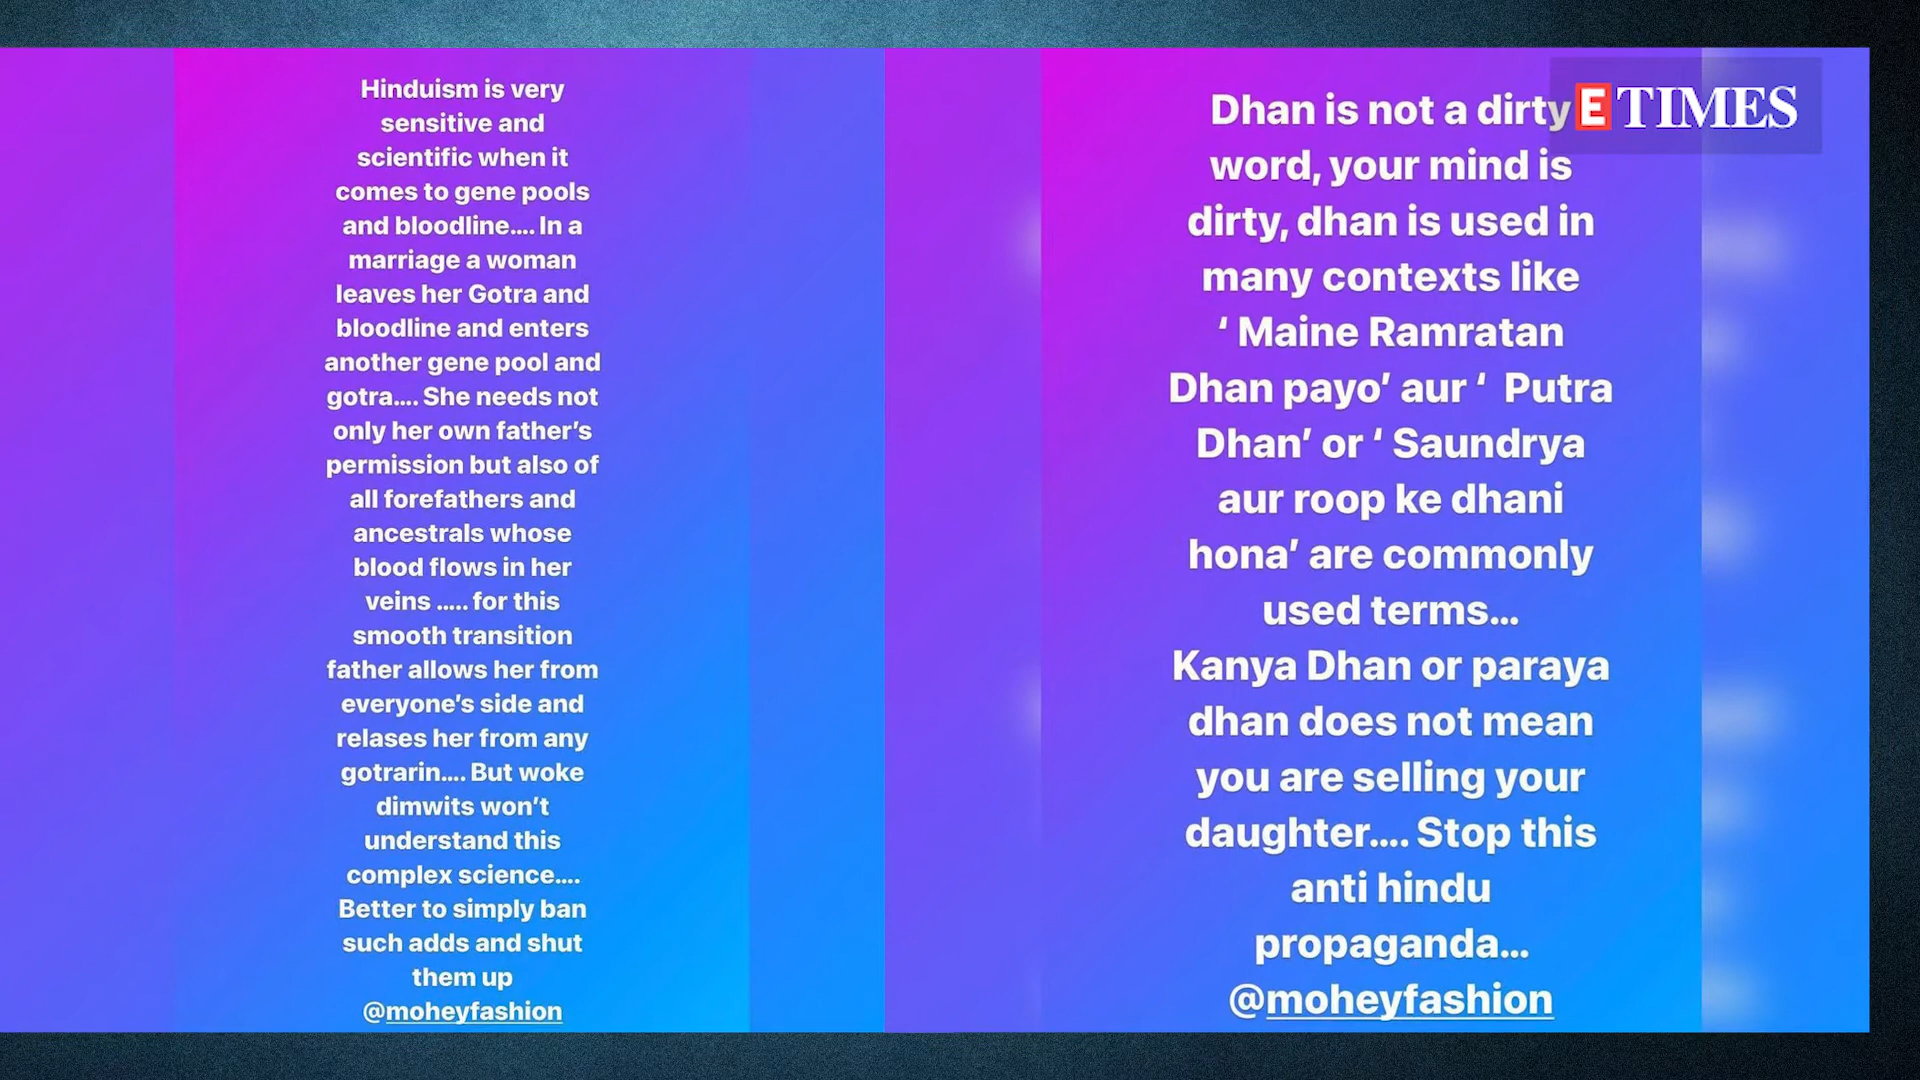 Hinduism is very
sensitive and
scientific when it
comes to gene pools
and bloodline.... In a
marriage a woman
leaves her Gotra and
bloodline and enters
another gene pool and
gotra.... She needs not
only her own father’s
permission but also of
all forefathers and
ancestrals whose
blood flows in her
veins ..... for this
smooth transition
father allows her from
everyone’s side and
relases her from any
gotrarin.... But woke
dimwits won’t
understand this
complex science....
Better to simply ban
such adds and shut
them up
@moheyfashion
Dhan is not a dirty
word, your mind is
dirty, dhan is used in
many contexts like
‘ Maine Ramratan
Dhan payo’ aur ‘ Putra
Dhan’ or ‘ Saundrya
aur roop ke dhani
hona’ are commonly
used terms...
Kanya Dhan or paraya
dhan does not mean
you are selling your
daughter.... Stop this
anti hindu
propaganda...
@moheyfashion
E TIMES